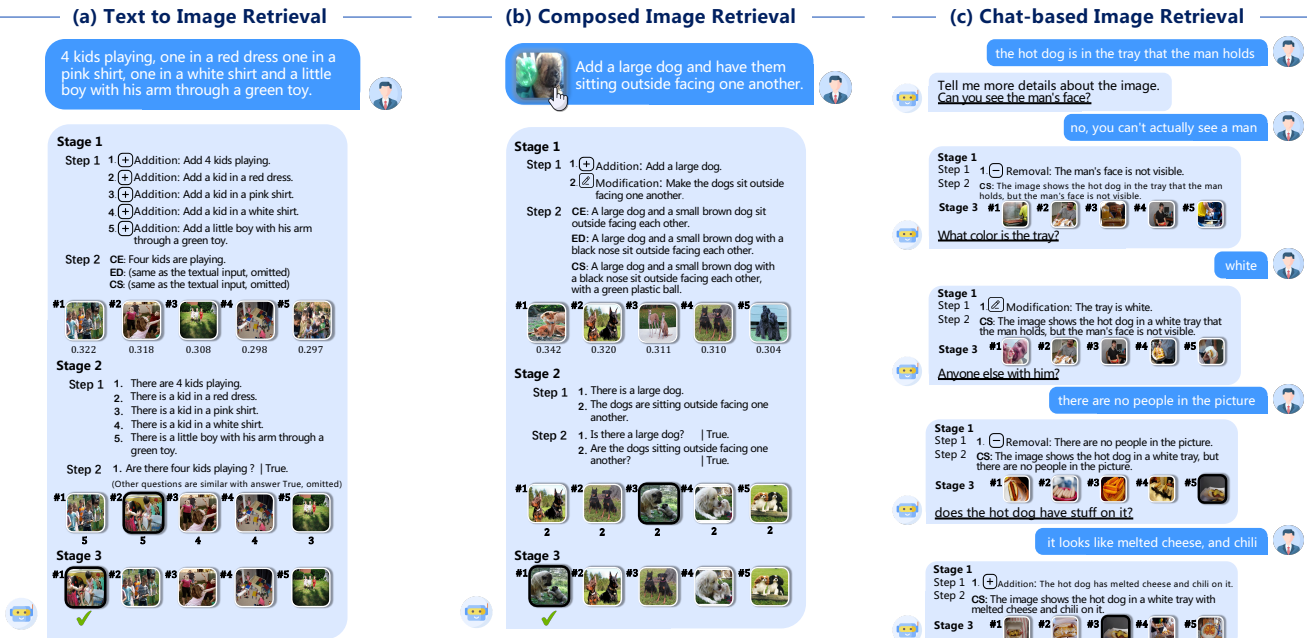 (a) Text to Image Retrieval
4 kids playing, one in a red dress one in a
pink shirt, one in a white shirt and a little
boy with his arm through a green toy.
Stage 1
Step 1 1. Addition: Add 4 kids playing.
2. Addition: Add a kid in a red dress.
3. Addition: Add a kid in a pink shirt.
4. Addition: Add a kid in a white shirt.
5. Addition: Add a little boy with his arm
through a green toy.
Step 2 CE: Four kids are playing.
ED: (same as the textual input, omitted)
CS: (same as the textual input, omitted)
#1 #2 #3 #4 #5
0.322 0.318 0.308 0.298 0.297
Stage 2
Step 1 1. There are 4 kids playing.
2. There is a kid in a red dress.
3. There is a kid in a pink shirt.
4. There is a kid in a white shirt.
5. There is a little boy with his arm through a
green toy.
Step 2 1. Are there four kids playing ? | True.
(Other questions are similar with answer True, omitted)
#1 #2 #3 #4 #5
5 5 4 4 3
Stage 3
#1 #2 #3 #4 #5
(b) Composed Image Retrieval
Add a large dog and have them
sitting outside facing one another.
Stage 1
Step 1 1. Addition: Add a large dog.
2. Modification: Make the dogs sit outside
facing one another.
Step 2 CE: A large dog and a small brown dog sit
outside facing each other.
ED: A large dog and a small brown dog with a
black nose sit outside facing each other.
CS: A large dog and a small brown dog with
a black nose sit outside facing each other,
with a green plastic ball.
#1 #2 #3 #4 #5
0.342 0.320 0.311 0.310 0.304
Stage 2
Step 1 1. There is a large dog.
2. The dogs are sitting outside facing one
another.
Step 2 1. Is there a large dog? | True.
2. Are the dogs sitting outside facing one
another? | True.
#1 #2 #3 #4 #5
2 2 2 2 2
Stage 3
#1 #2 #3 #4 #5
(c) Chat-based Image Retrieval
the hot dog is in the tray that the man holds
Tell me more details about the image.
Can you see the man's face?
no, you can't actually see a man
Stage 1
Step 1 1. Removal: The man's face is not visible.
Step 2 CS: The image shows the hot dog in the tray that the man
holds, but the man's face is not visible.
Stage 3 #1 #2 #3 #4 #5
What color is the tray?
white
Stage 1
Step 1 1. Modification: The tray is white.
Step 2 CS: The image shows the hot dog in a white tray that
the man holds, but the man's face is not visible.
Stage 3 #1 #2 #3 #4 #5
Anyone else with him?
there are no people in the picture
Stage 1
Step 1 1. Removal: There are no people in the picture.
Step 2 CS: The image shows the hot dog in a white tray, but
there are no people in the picture.
Stage 3 #1 #2 #3 #4 #5
does the hot dog have stuff on it?
it looks like melted cheese, and chili
Stage 1
Step 1 1. Addition: The hot dog has melted cheese and chili on it.
Step 2 CS: The image shows the hot dog in a white tray with
melted cheese and chili on it.
Stage 3 #1 #2 #3 #4 #5